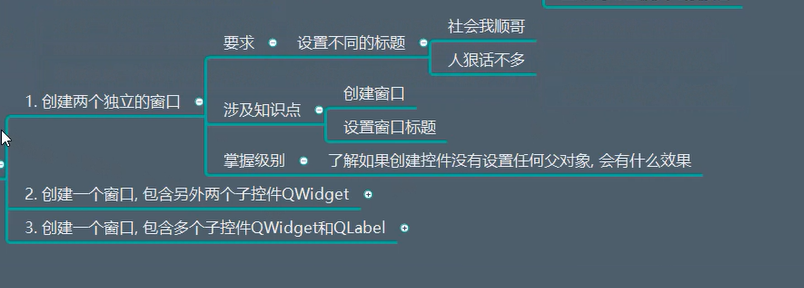 社会我顺哥
要求
设置不同的标题
人狠话不多
1. 创建两个独立的窗口
涉及知识点
创建窗口
设置窗口标题
掌握级别
了解如果创建控件没有设置任何父对象, 会有什么效果
2. 创建一个窗口, 包含另外两个子控件QWidget
3. 创建一个窗口, 包含多个子控件QWidget和QLabel